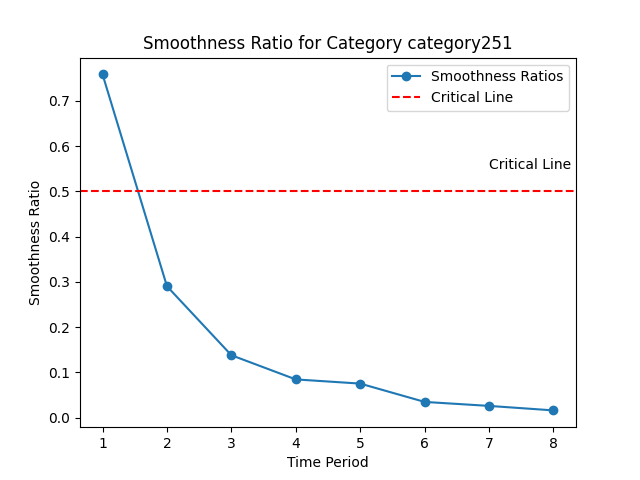 Smoothness Ratio for Category category251
Smoothness Ratios
Critical Line
Critical Line
Smoothness Ratio
0.7
0.6
0.5
0.4
0.3
0.2
0.1
0.0
1 2 3 4 5 6 7 8
Time Period